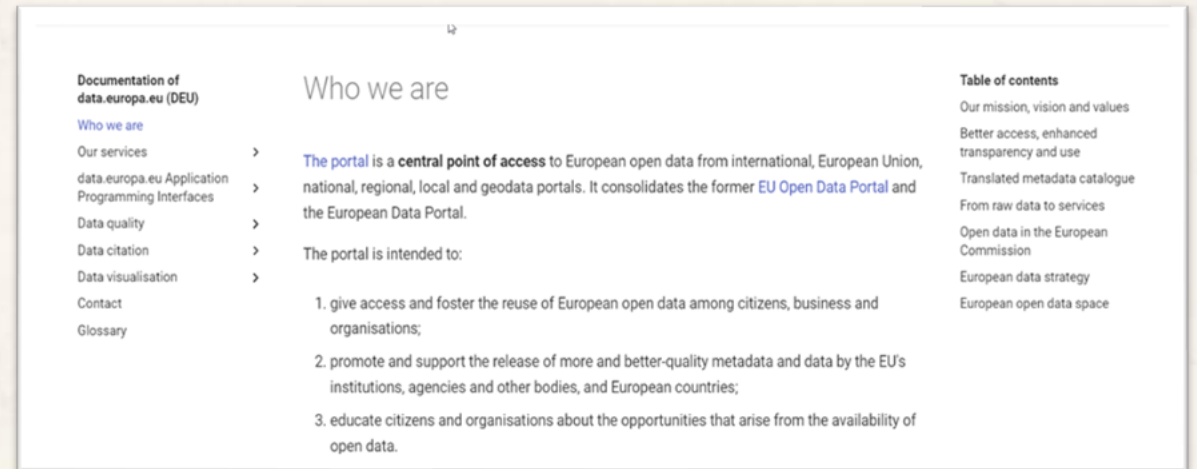 Documentation of
data.europa.eu (DEU)
Who we are
Our services
data.europa.eu Application
Programming Interfaces
Data quality
Data citation
Data visualisation
Contact
Glossary
Who we are
The portal is a central point of access to European open data from international, European Union,
national, regional, local and geodata portals. It consolidates the former EU Open Data Portal and
the European Data Portal.
The portal is intended to:
1. give access and foster the reuse of European open data among citizens, business and
organisations;
2. promote and support the release of more and better-quality metadata and data by the EU's
institutions, agencies and other bodies, and European countries;
3. educate citizens and organisations about the opportunities that arise from the availability of
open data.
Table of contents
Our mission, vision and values
Better access, enhanced
transparency and use
Translated metadata catalogue
From raw data to services
Open data in the European
Commission
European data strategy
European open data space